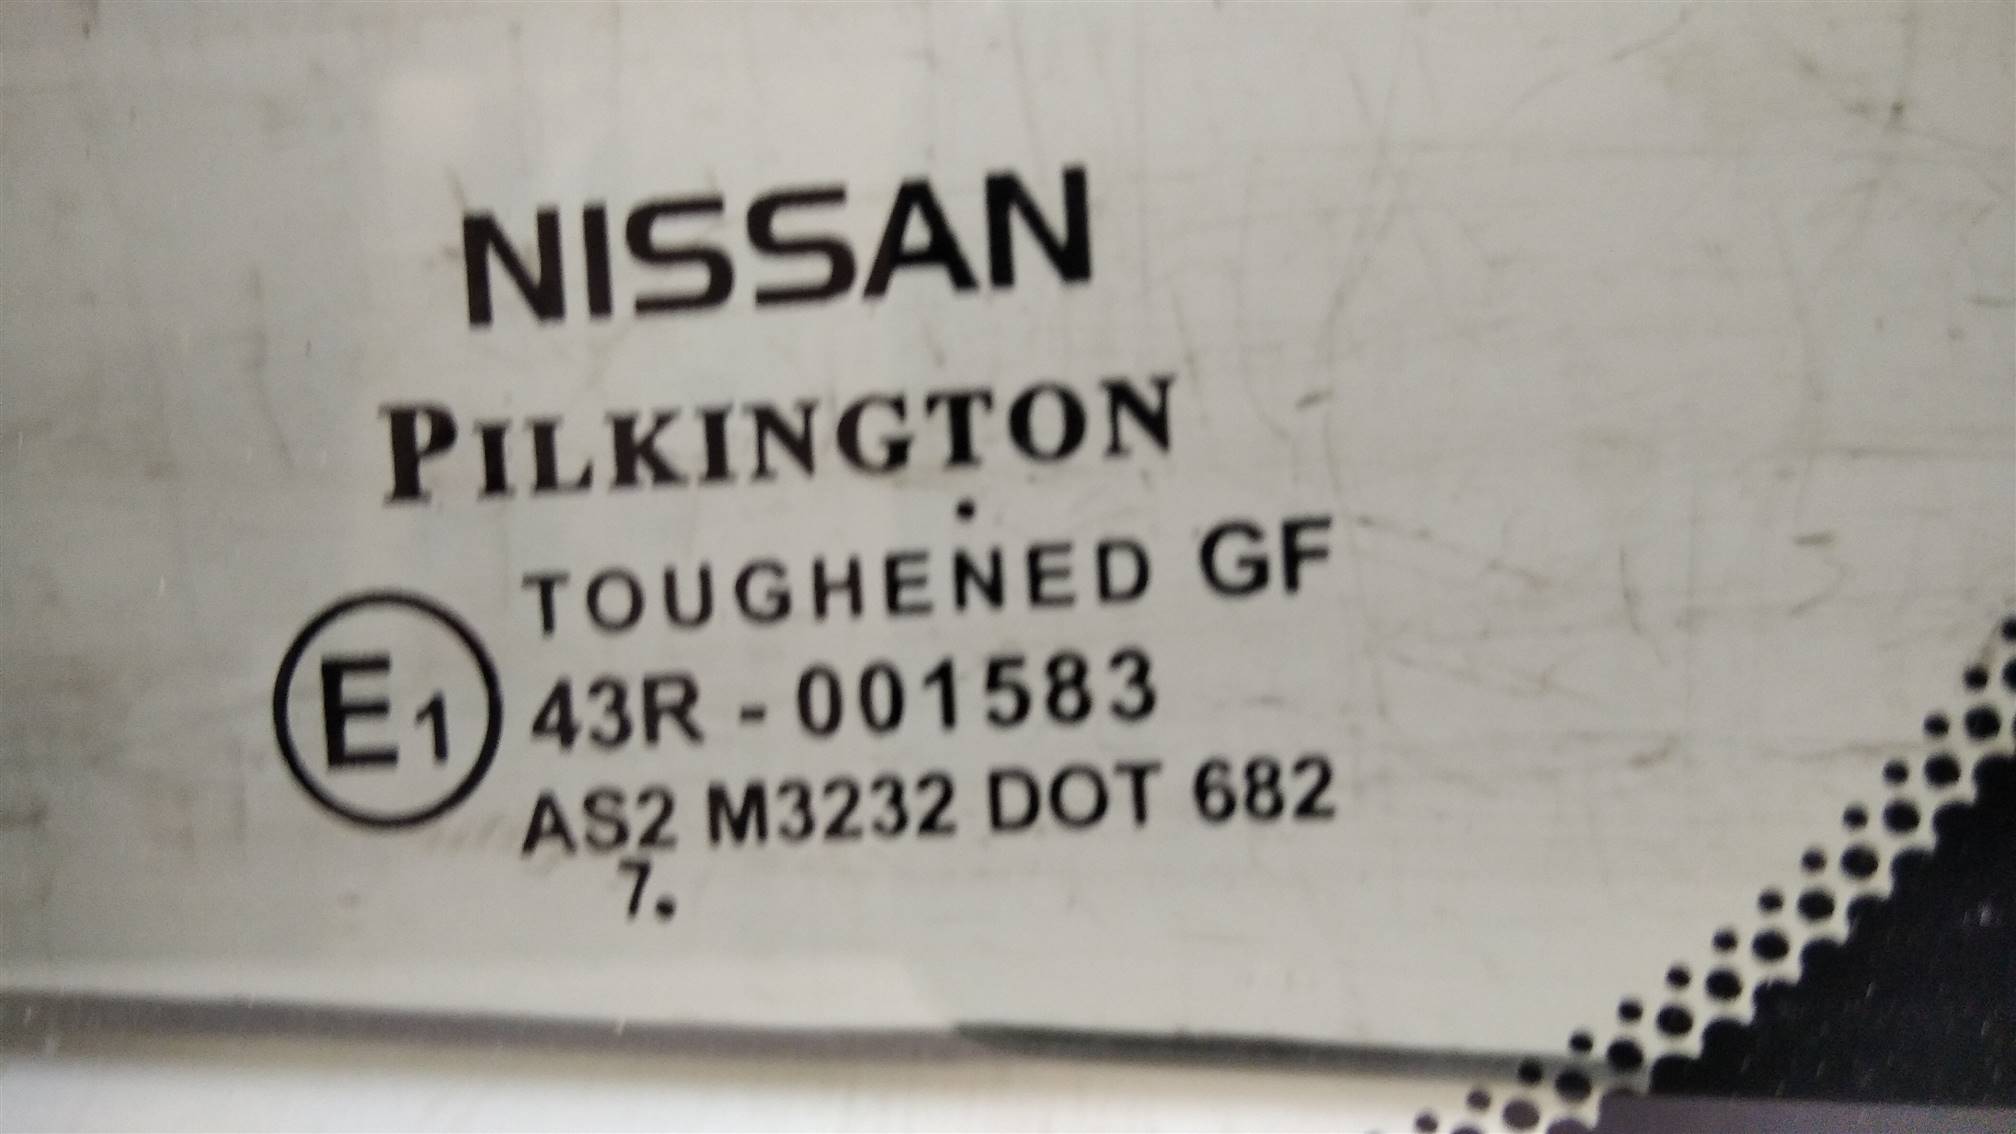 NISSAN
PILKINGTON
TOUGHENED GF
E1 43R - 001583
AS2 M3232 DOT 682
7.